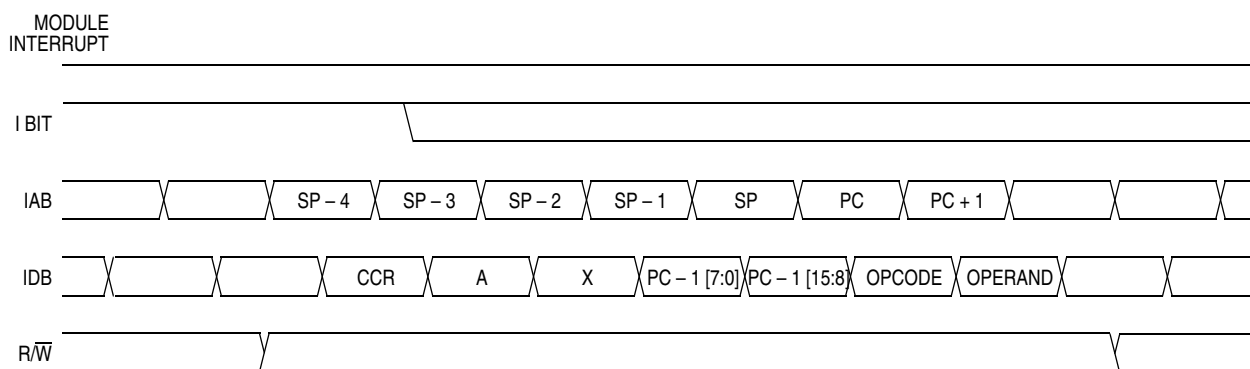 MODULE
INTERRUPT
I BIT
IAB SP – 4 SP – 3 SP – 2 SP – 1 SP PC PC + 1
IDB CCR A X PC – 1 [7:0] PC – 1 [15:8] OPCODE OPERAND
R/W̅